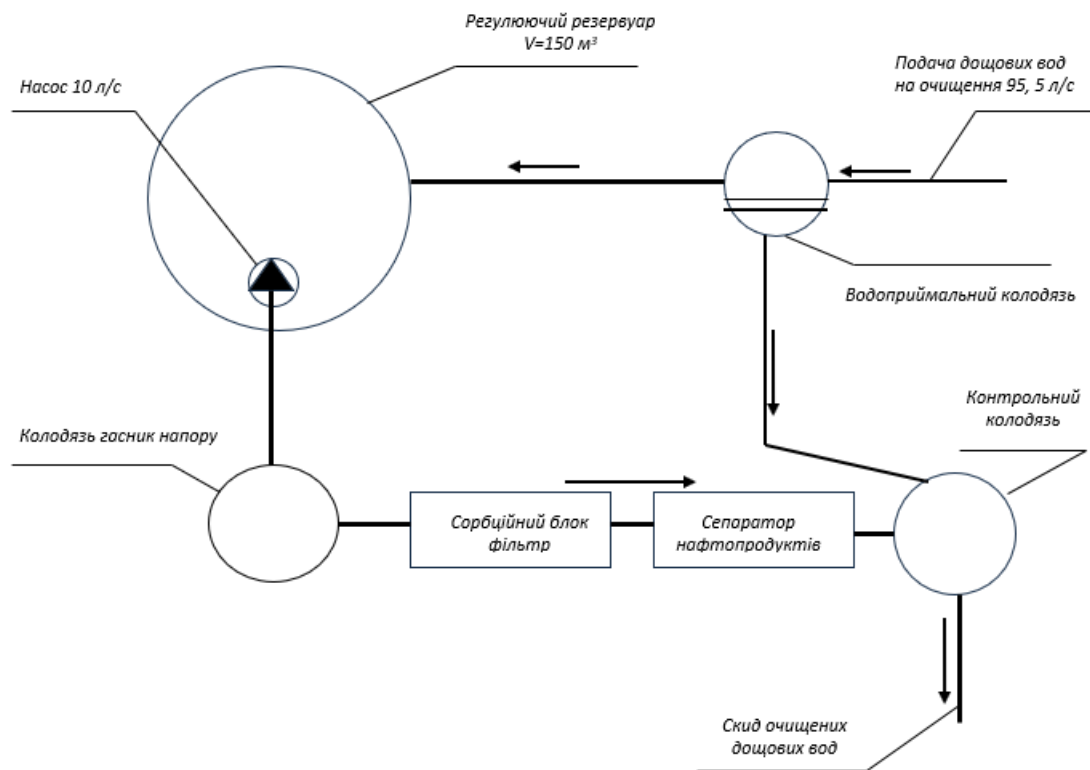 Регулюючий резервуар
V=150 м³
Насос 10 л/с
Подача дощових вод
на очищення 95, 5 л/с
Водоприймальний колодязь
Контрольний
колодязь
Колодязь гасник напору
Сорбційний блок
фільтр
Сепаратор
нафтопродуктів
Скид очищених
дощових вод